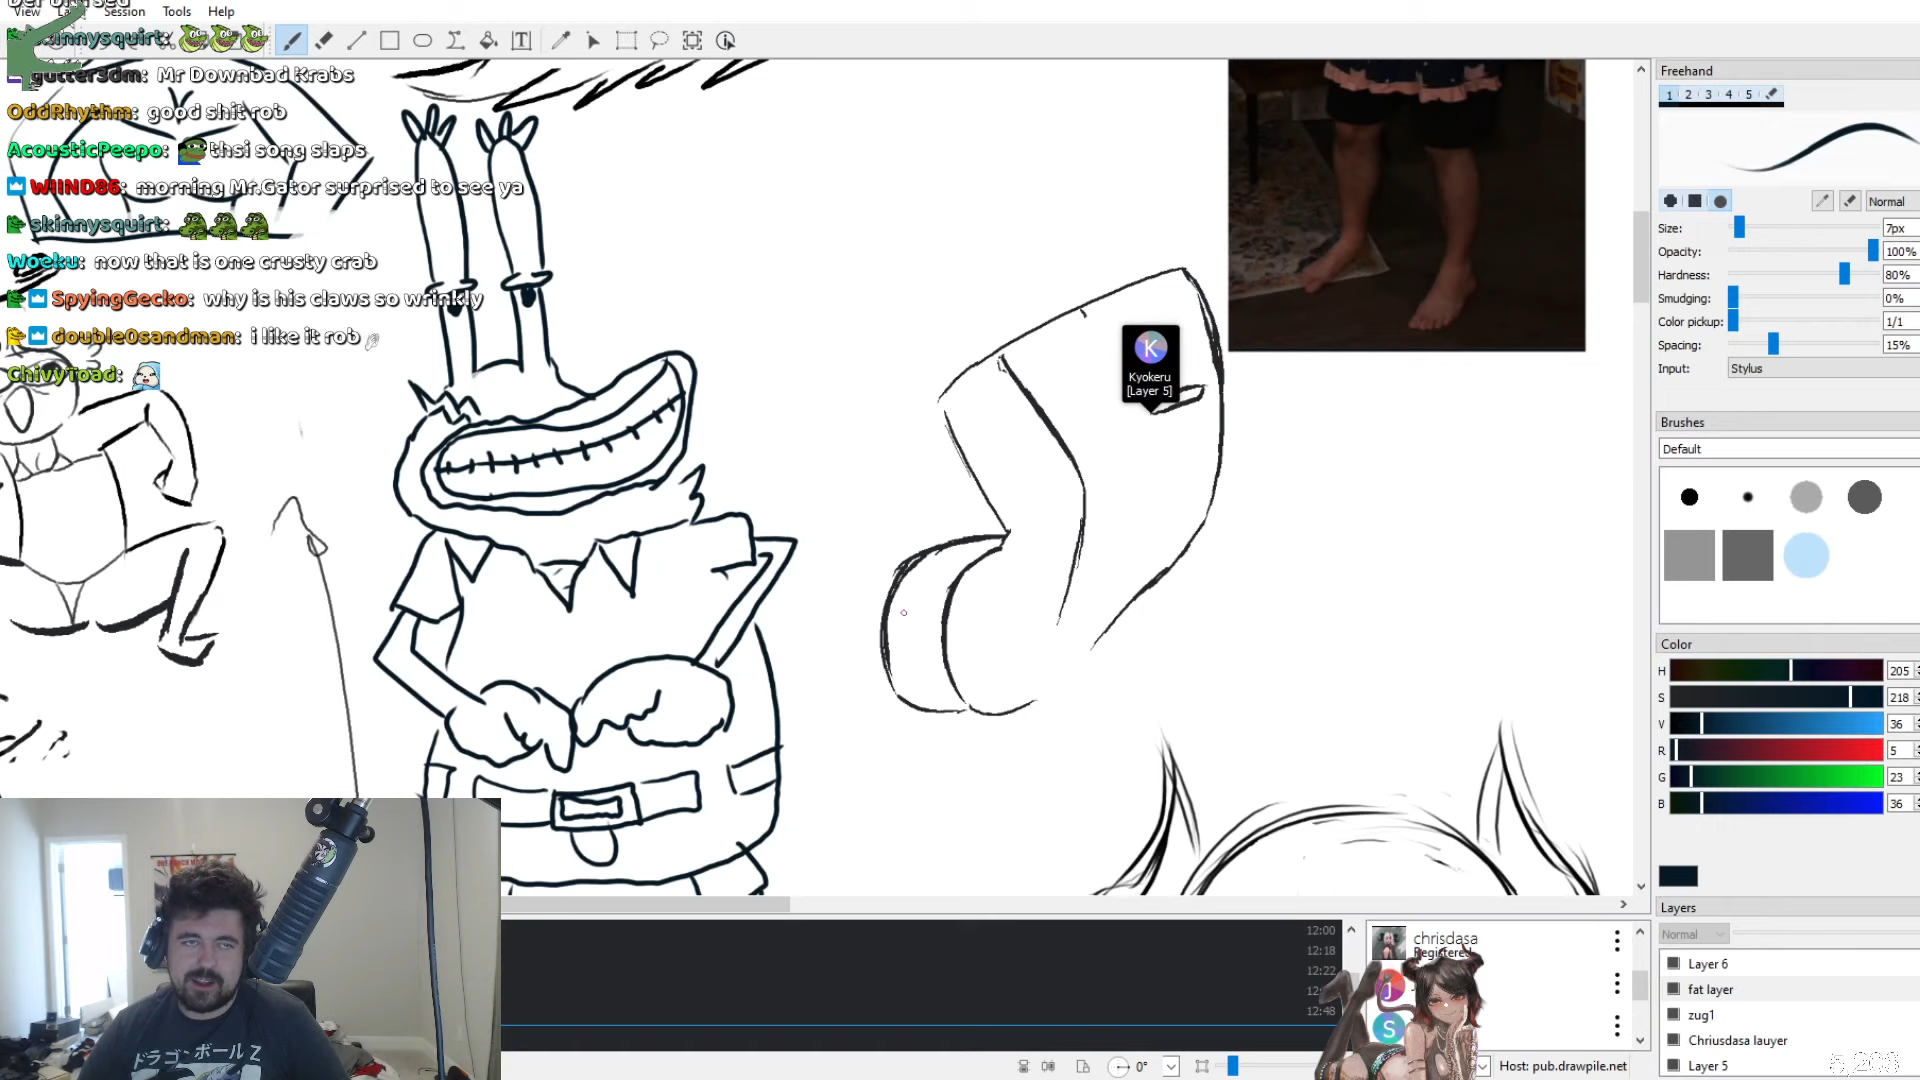 View
Session
Tools
Help
skinnysquirt:
gutter3dm: Mr Downbad Krabs
OddRhythm: good shit rob
AcousticPeepo: thsi song slaps
WIIND86: morning Mr.Gator surprised to see ya
skinnysquirt:
Woeku: now that is one crusty crab
SpyingGecko: why is his claws so wrinkly
double0sandman: i like it rob
ChivyToad:
K
Kyokeru
[Layer 5]
Freehand
1 2 3 4 5
Normal
Size: 7px
Opacity: 100%
Hardness: 80%
Smudging: 0%
Color pickup: 1/1
Spacing: 15%
Input: Stylus
Brushes
Default
Color
H 205
S 218
V 36
R 5
G 23
B 36
Layers
Normal
Layer 6
fat layer
zug1
Chriusdasa lauyer
Layer 5
12:00
12:18
12:22
12:48
chrisdasa
Registered
J
S
0°
Host: pub.drawpile.net
ドラゴンボールZ